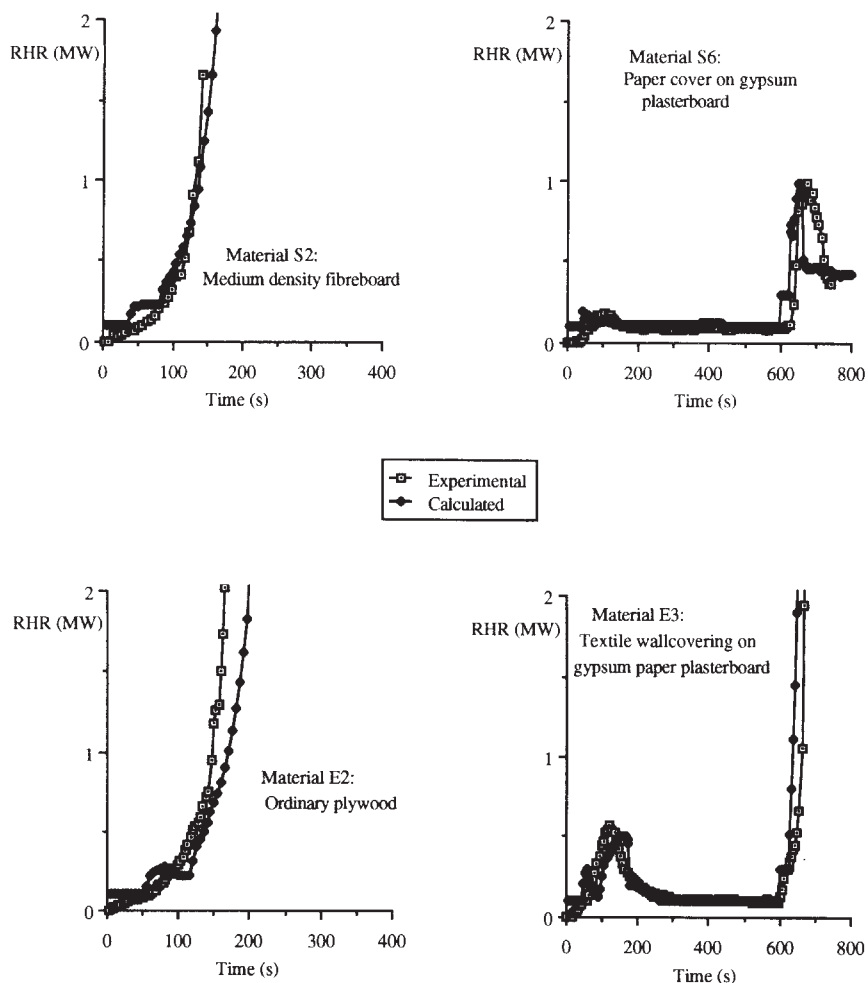 RHR (MW)
2
1
0
Material S2:
Medium density fibreboard
0 100 200 300 400
Time (s)
RHR (MW)
2
1
0
Material S6:
Paper cover on gypsum
plasterboard
0 200 400 600 800
Time (s)
Experimental
Calculated
RHR (MW)
2
1
0
Material E2:
Ordinary plywood
0 100 200 300 400
Time (s)
RHR (MW)
2
1
0
Material E3:
Textile wallcovering on
gypsum paper plasterboard
0 200 400 600 800
Time (s)